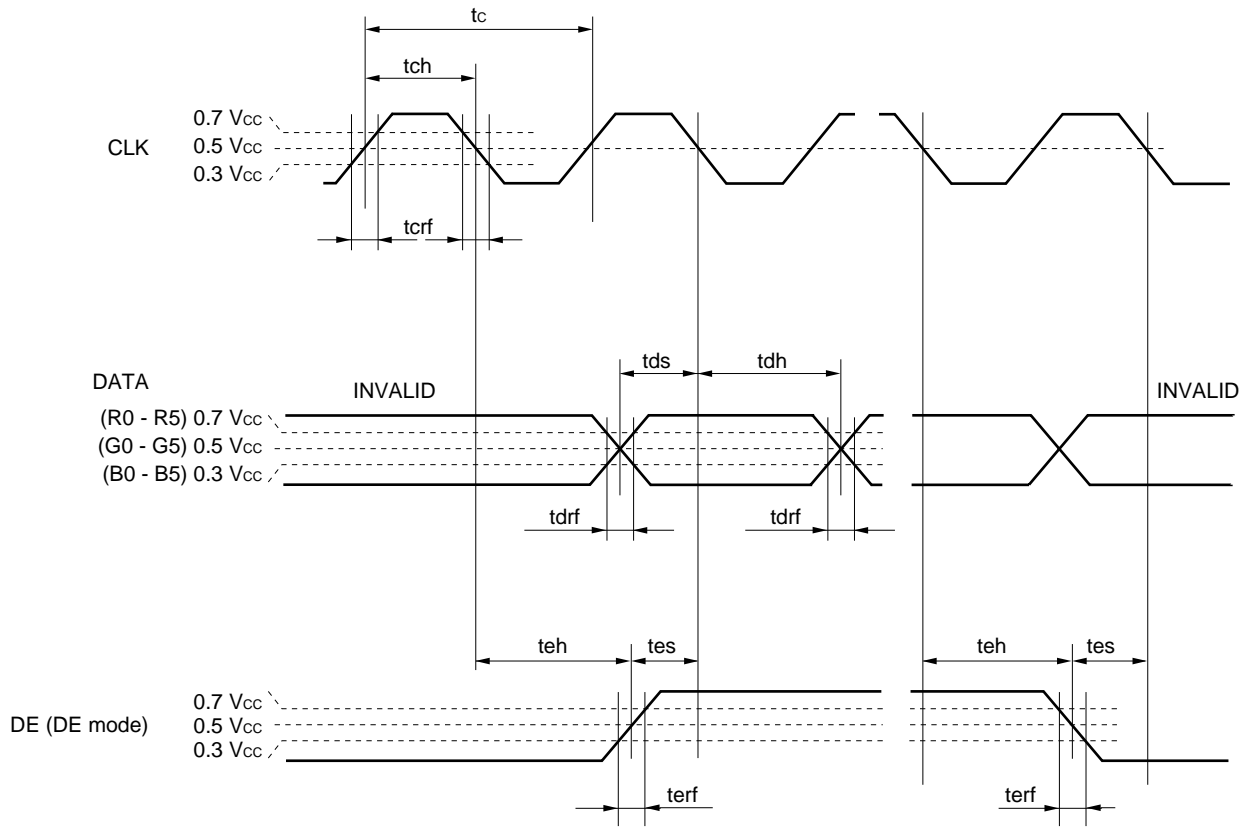 tc
tch
0.7 Vcc
CLK 0.5 Vcc
0.3 Vcc
tcrf
tds tdh
DATA INVALID INVALID
(R0 - R5) 0.7 Vcc
(G0 - G5) 0.5 Vcc
(B0 - B5) 0.3 Vcc
tdrf tdrf
teh tes teh tes
0.7 Vcc
DE (DE mode) 0.5 Vcc
0.3 Vcc
terf terf